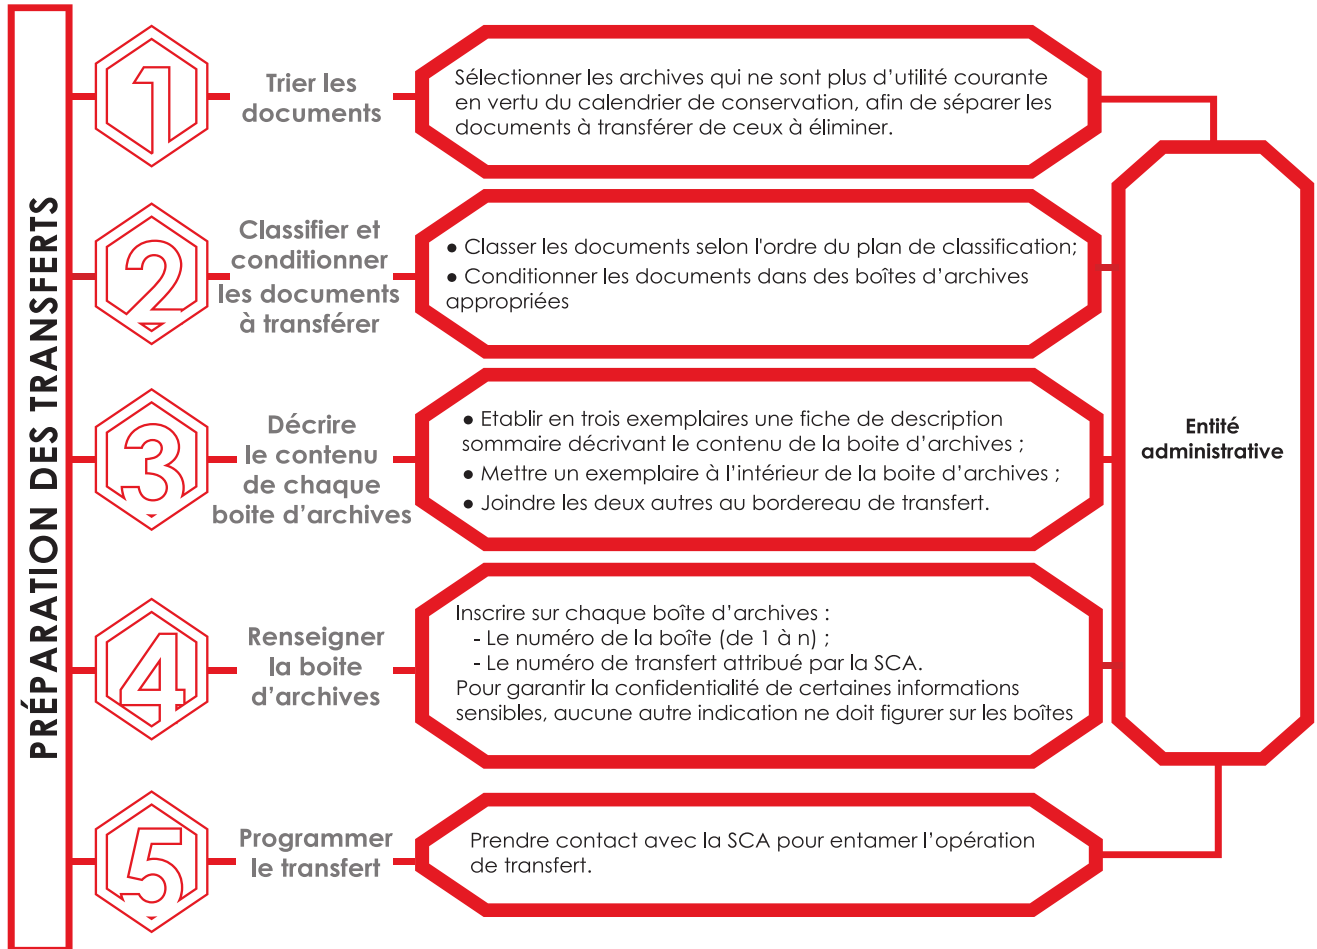 PRÉPARATION DES TRANSFERTS
1
Trier les
documents
Sélectionner les archives qui ne sont plus d’utilité courante
en vertu du calendrier de conservation, afin de séparer les
documents à transférer de ceux à éliminer.
2
Classifier et
conditionner
les documents
à transférer
● Classer les documents selon l'ordre du plan de classification;
● Conditionner les documents dans des boîtes d’archives
appropriées
3
Décrire
le contenu
de chaque
boite d’archives
● Etablir en trois exemplaires une fiche de description
sommaire décrivant le contenu de la boite d’archives ;
● Mettre un exemplaire à l’intérieur de la boite d’archives ;
● Joindre les deux autres au bordereau de transfert.
4
Renseigner
la boite
d’archives
Inscrire sur chaque boîte d’archives :
- Le numéro de la boîte (de 1 à n) ;
- Le numéro de transfert attribué par la SCA.
Pour garantir la confidentialité de certaines informations
sensibles, aucune autre indication ne doit figurer sur les boîtes
5
Programmer
le transfert
Prendre contact avec la SCA pour entamer l’opération
de transfert.
Entité
administrative